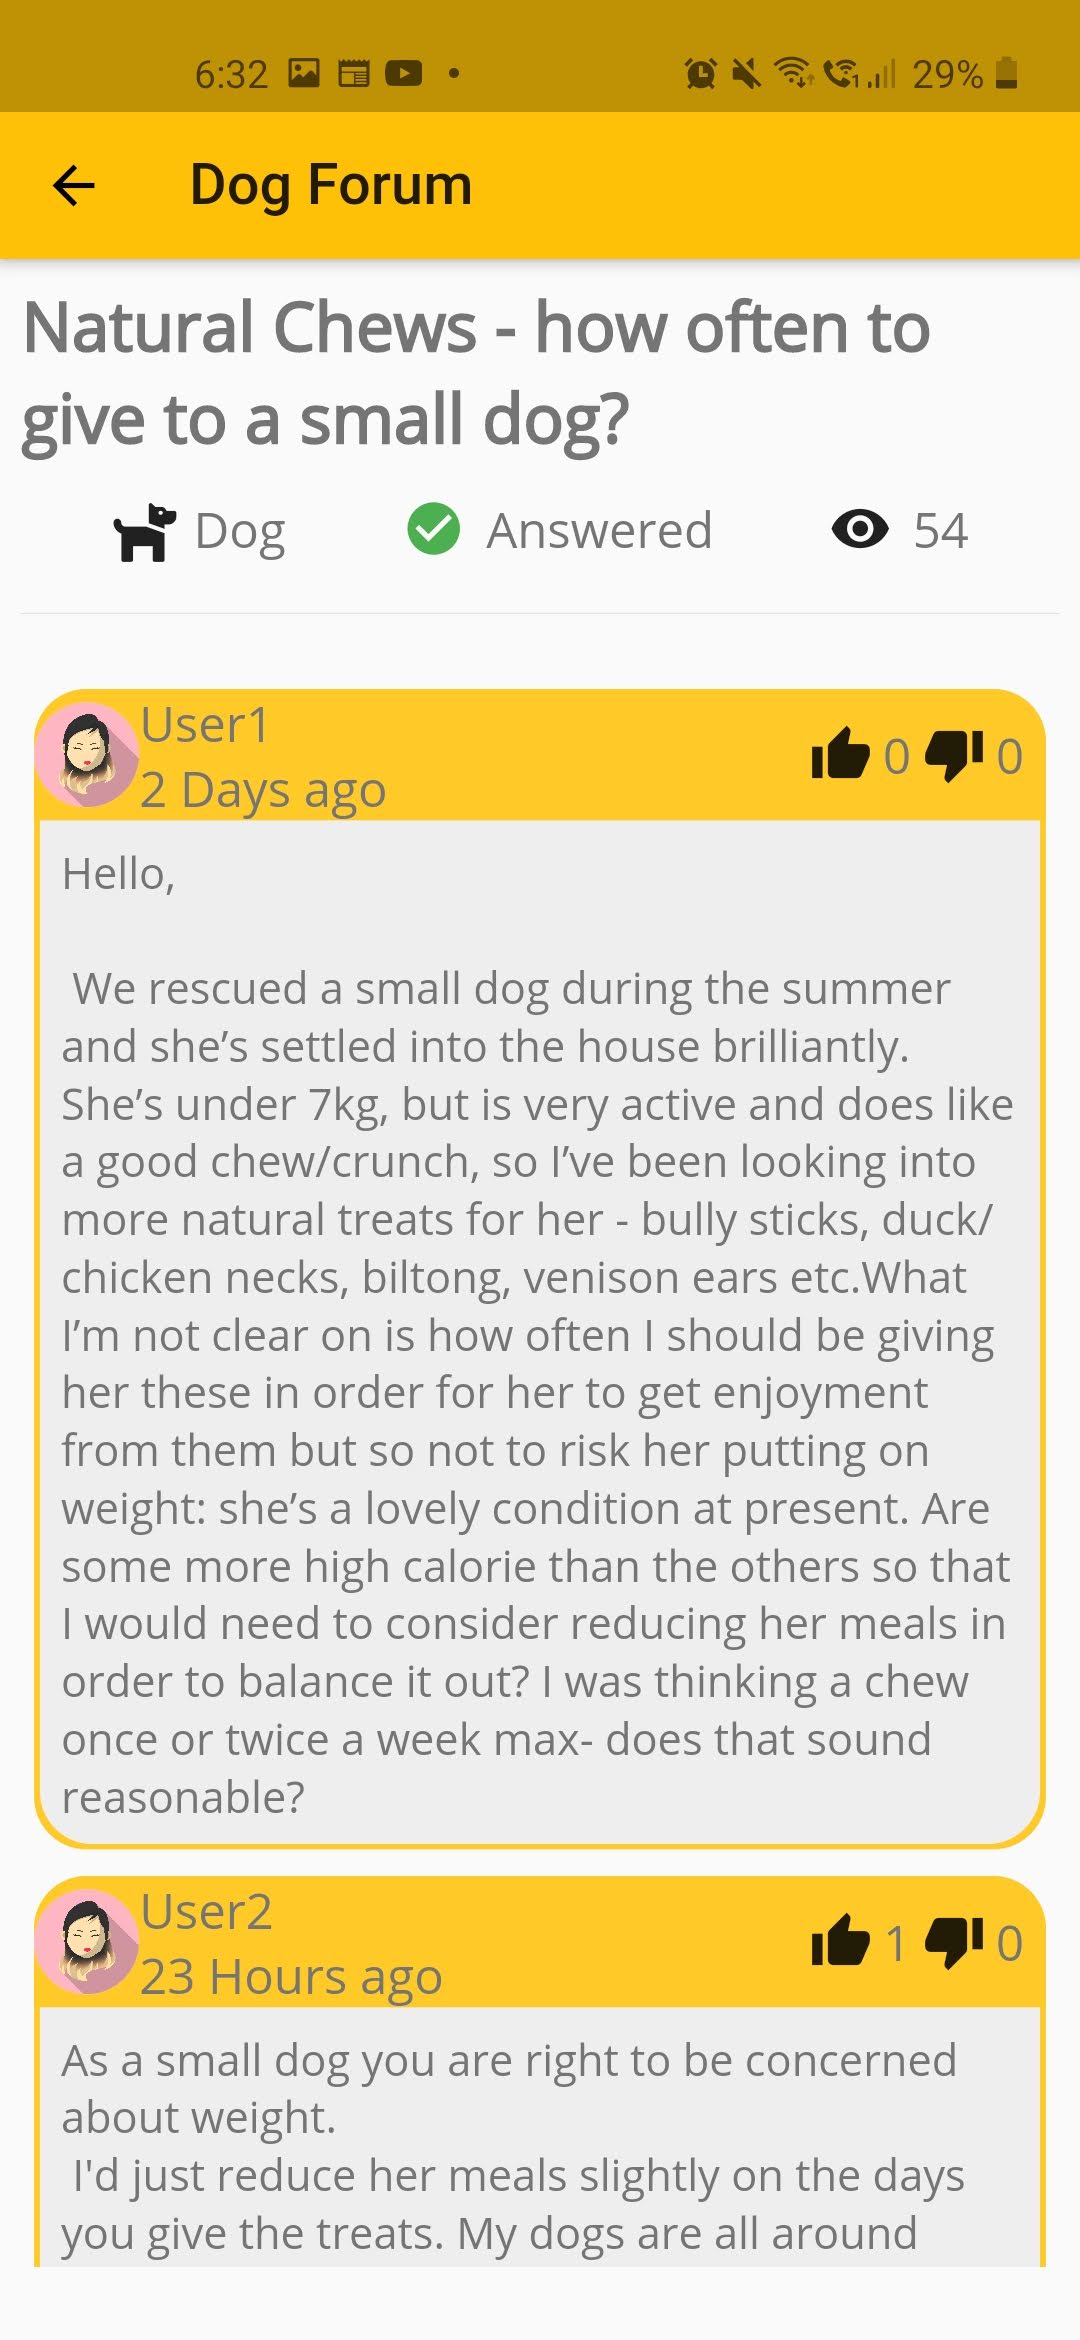 6:32
29%
Dog Forum
Natural Chews - how often to
give to a small dog?
Dog
Answered
54
User1
2 Days ago
0
0
Hello,
We rescued a small dog during the summer
and she’s settled into the house brilliantly.
She’s under 7kg, but is very active and does like
a good chew/crunch, so I’ve been looking into
more natural treats for her - bully sticks, duck/
chicken necks, biltong, venison ears etc.What
I’m not clear on is how often I should be giving
her these in order for her to get enjoyment
from them but so not to risk her putting on
weight: she’s a lovely condition at present. Are
some more high calorie than the others so that
I would need to consider reducing her meals in
order to balance it out? I was thinking a chew
once or twice a week max- does that sound
reasonable?
User2
23 Hours ago
1
0
As a small dog you are right to be concerned
about weight.
I'd just reduce her meals slightly on the days
you give the treats. My dogs are all around